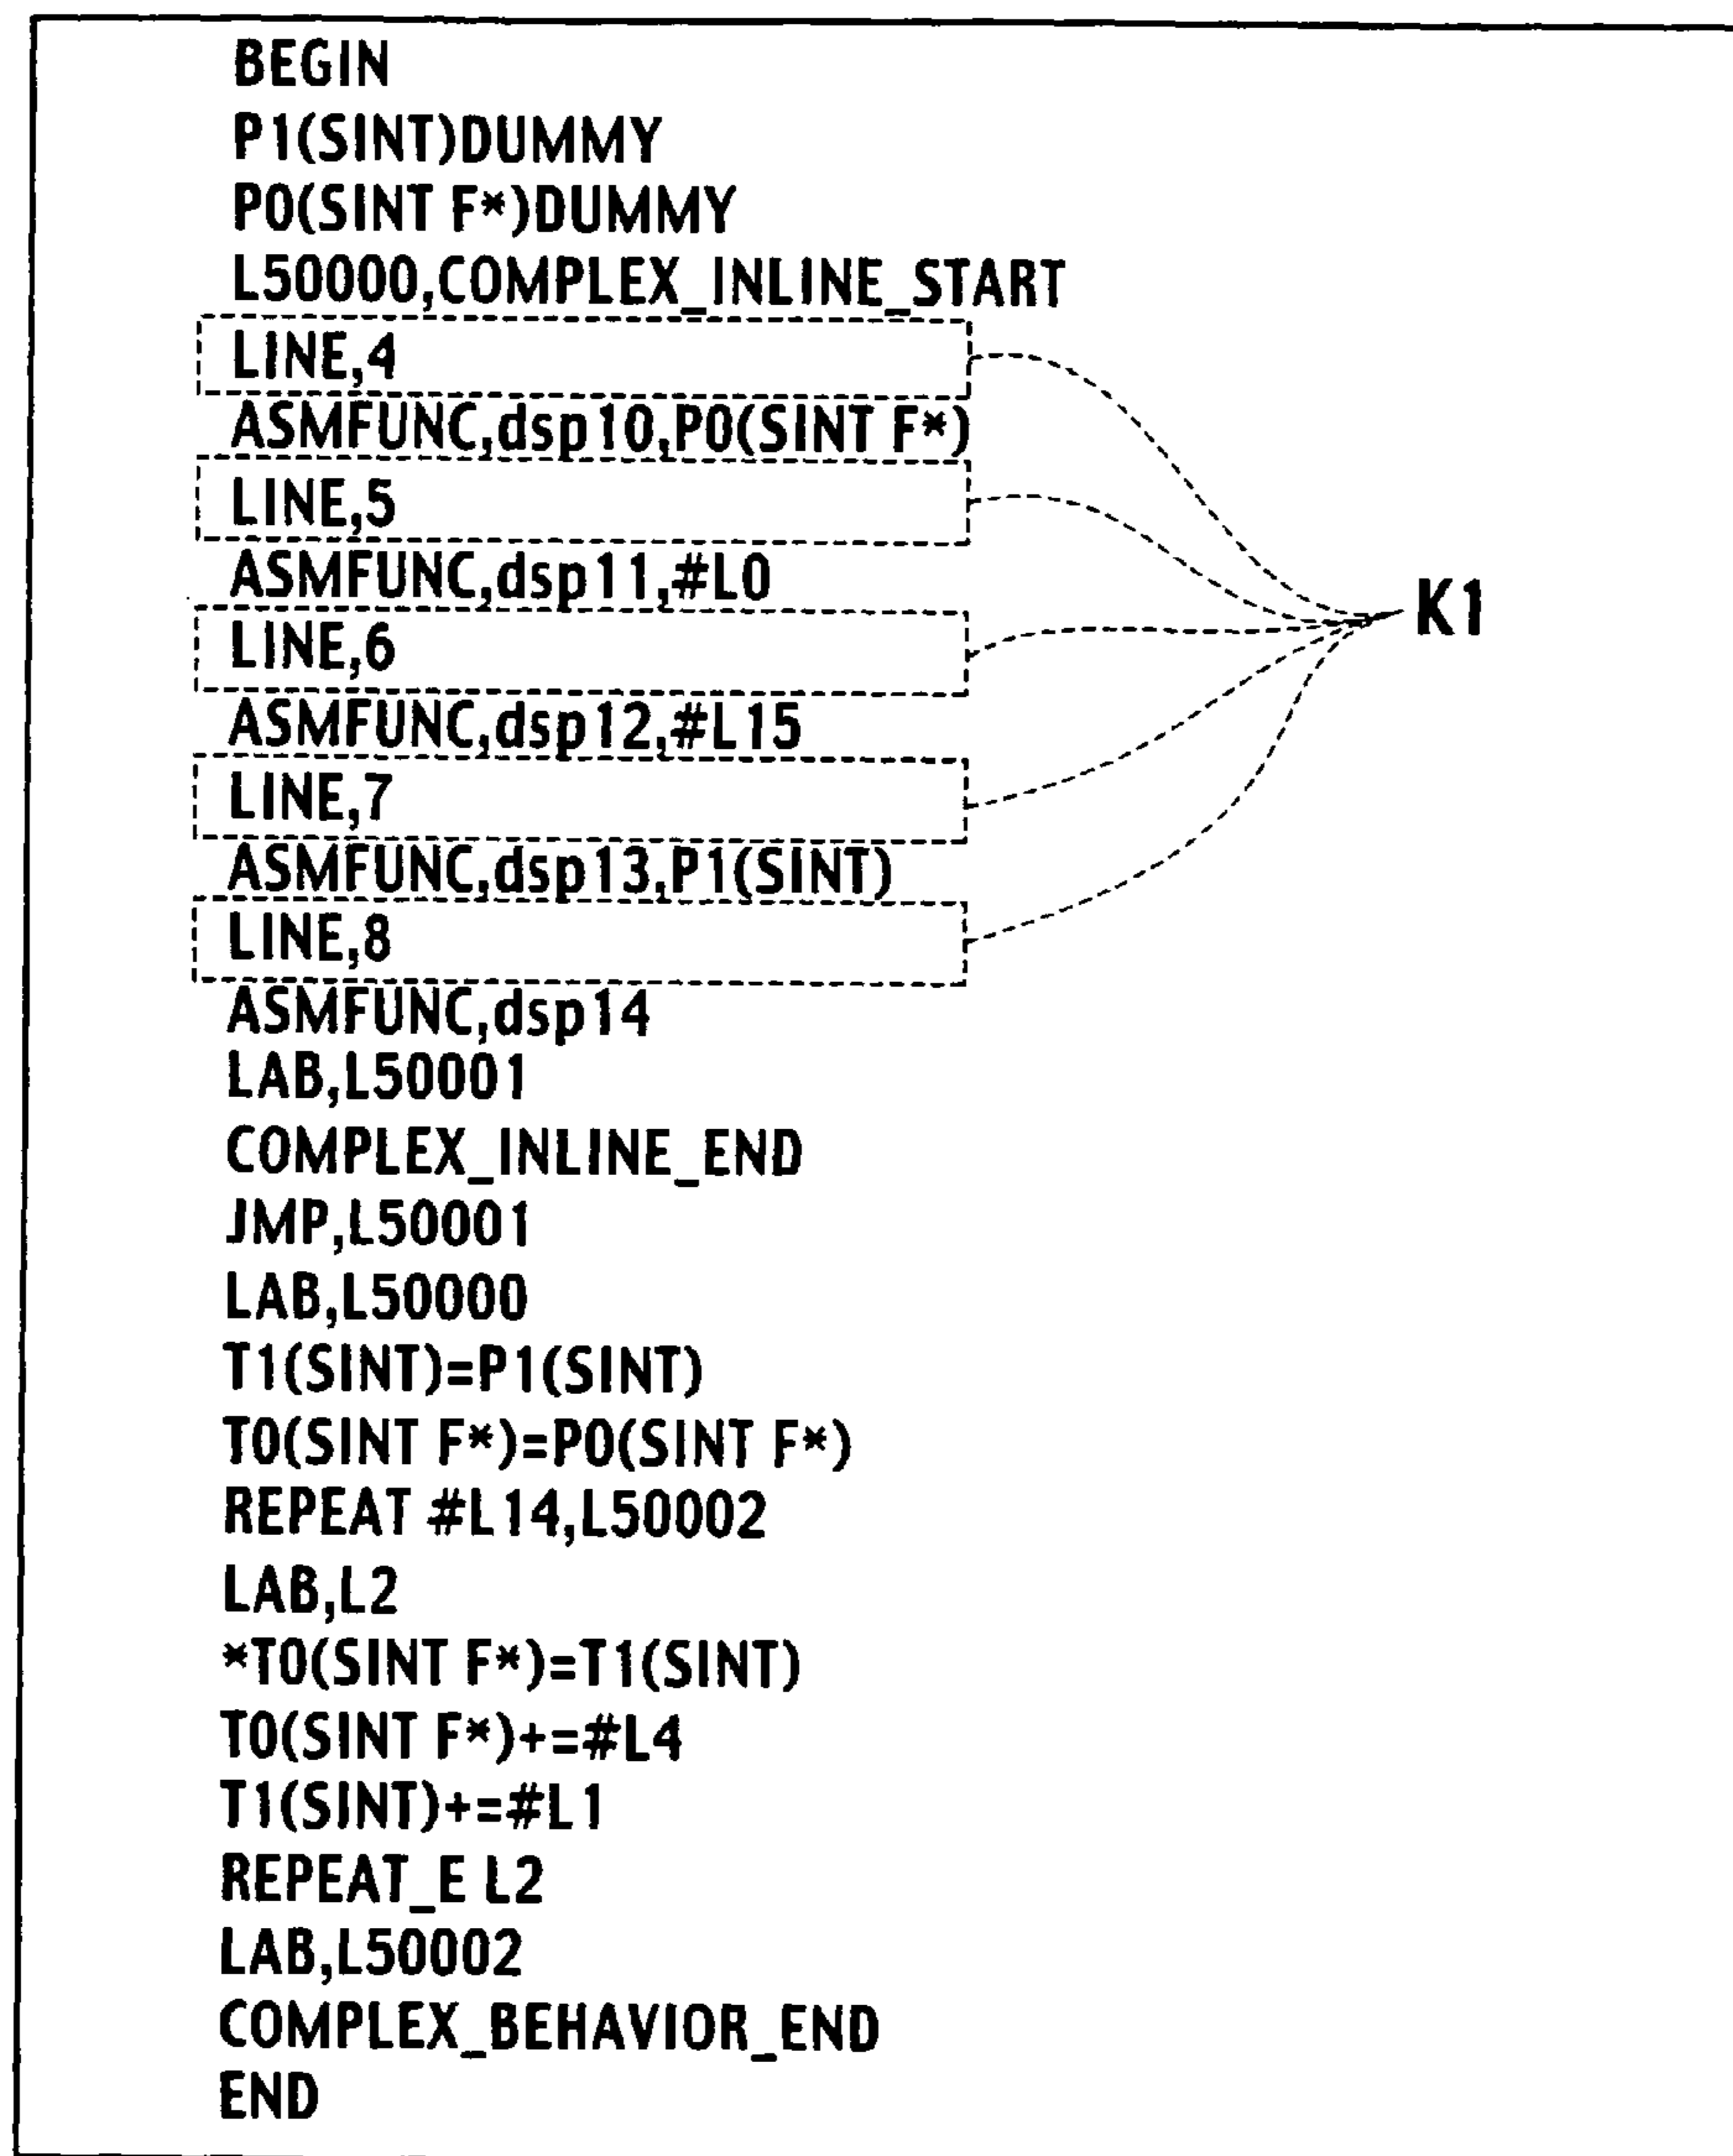 BEGIN
P1(SINT)DUMMY
P0(SINT F*)DUMMY
L50000,COMPLEX_INLINE_START
LINE,4
ASMFUNC,dsp10,P0(SINT F*)
LINE,5
ASMFUNC,dsp11,#L0
LINE,6
ASMFUNC,dsp12,#L15
LINE,7
ASMFUNC,dsp13,P1(SINT)
LINE,8
ASMFUNC,dsp14
LAB,L50001
COMPLEX_INLINE_END
JMP,L50001
LAB,L50000
T1(SINT)=P1(SINT)
T0(SINT F*)=P0(SINT F*)
REPEAT #L14,L50002
LAB,L2
*T0(SINT F*)=T1(SINT)
T0(SINT F*)+=#L4
T1(SINT)+=#L1
REPEAT_E L2
LAB,L50002
COMPLEX_BEHAVIOR_END
END
K1